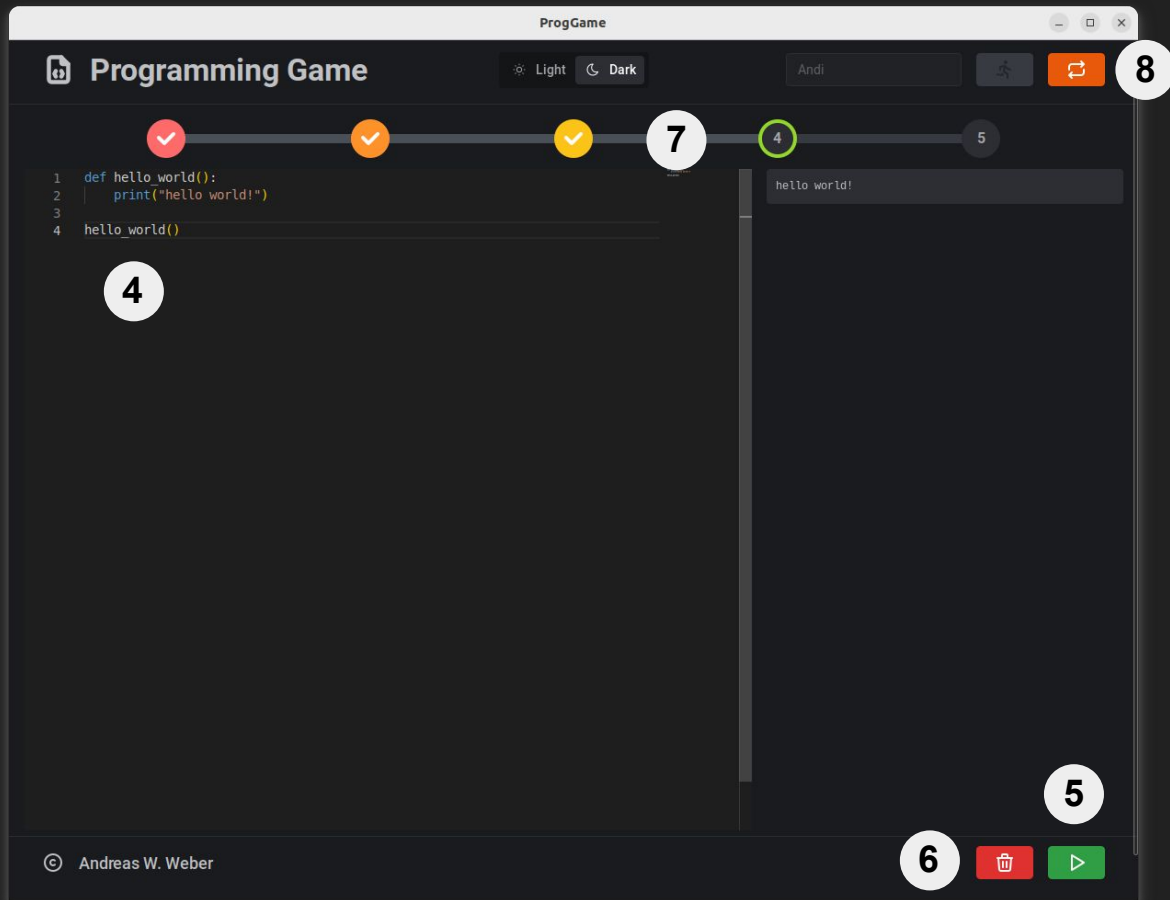 ProgGame
Programming Game
Light Dark
Andi
8
7
4
5
1 def hello_world():
2 print("hello world!")
3
4 hello_world()
hello world!
4
5
6
© Andreas W. Weber